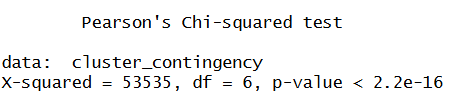 Pearson's Chi-squared test
data:  cluster_contingency
X-squared = 53535, df = 6, p-value < 2.2e-16